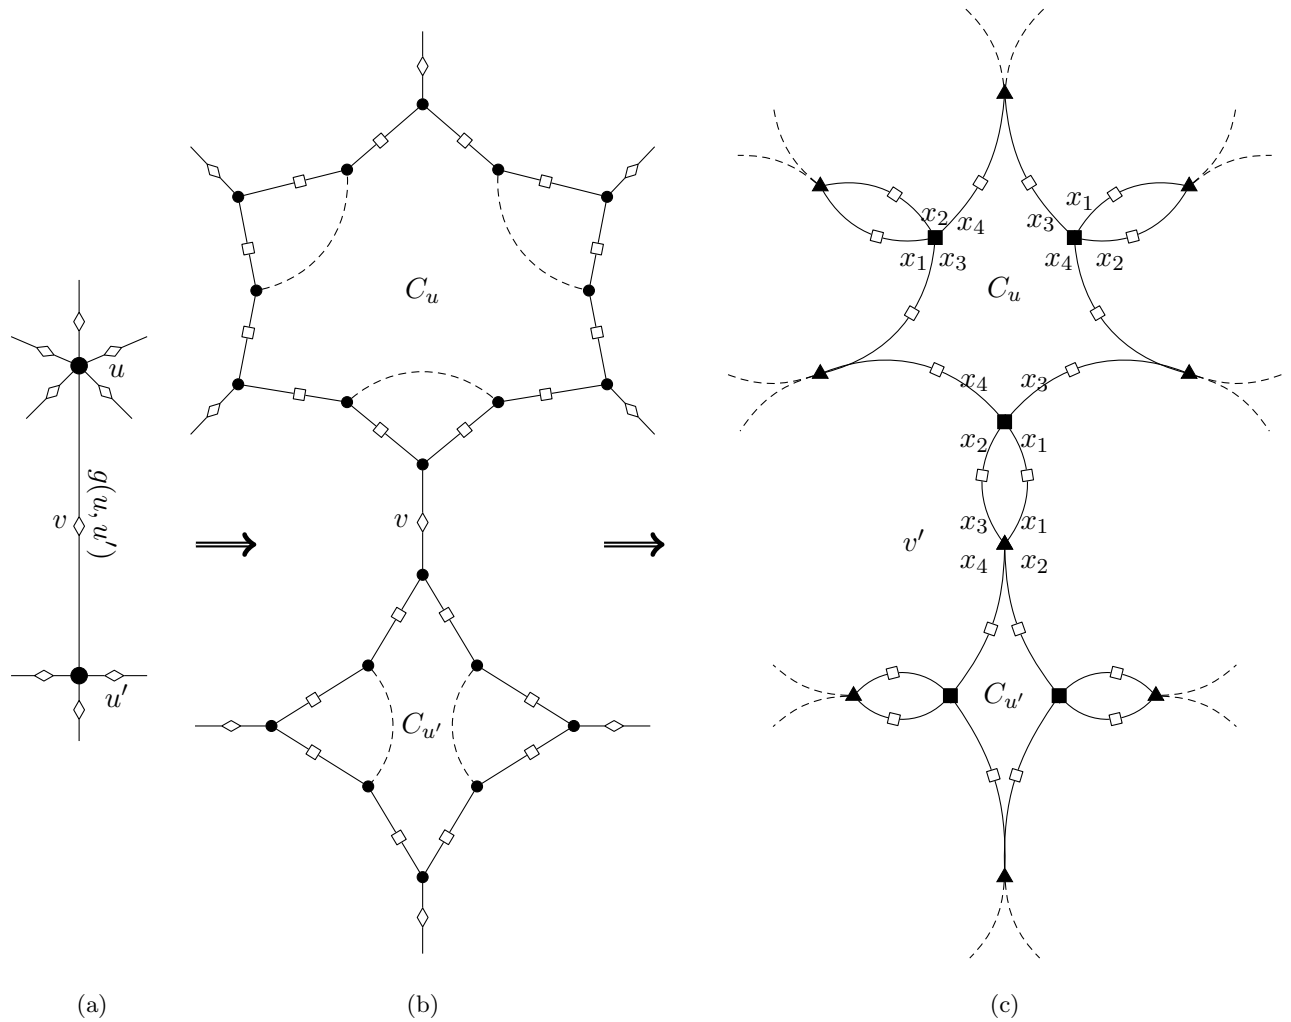 u
g(u, u')
v
u'
(a)
C_u
v
C_{u'}
(b)
x_2 x_4
x_1 x_3
x_3 x_1
x_4 x_2
C_u
x_4 x_3
x_2 x_1
x_3 x_1
v'
x_4 x_2
C_{u'}
(c)